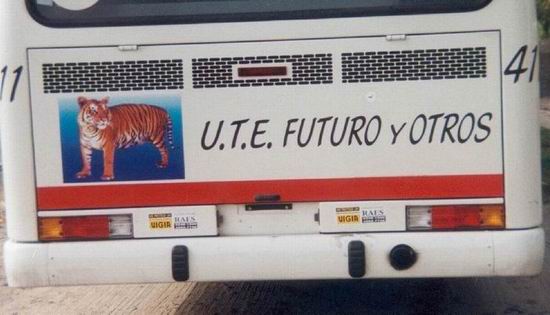 11
41
U.T.E. FUTURO Y OTROS
VIGIA
RAES
VIGIA
RAES